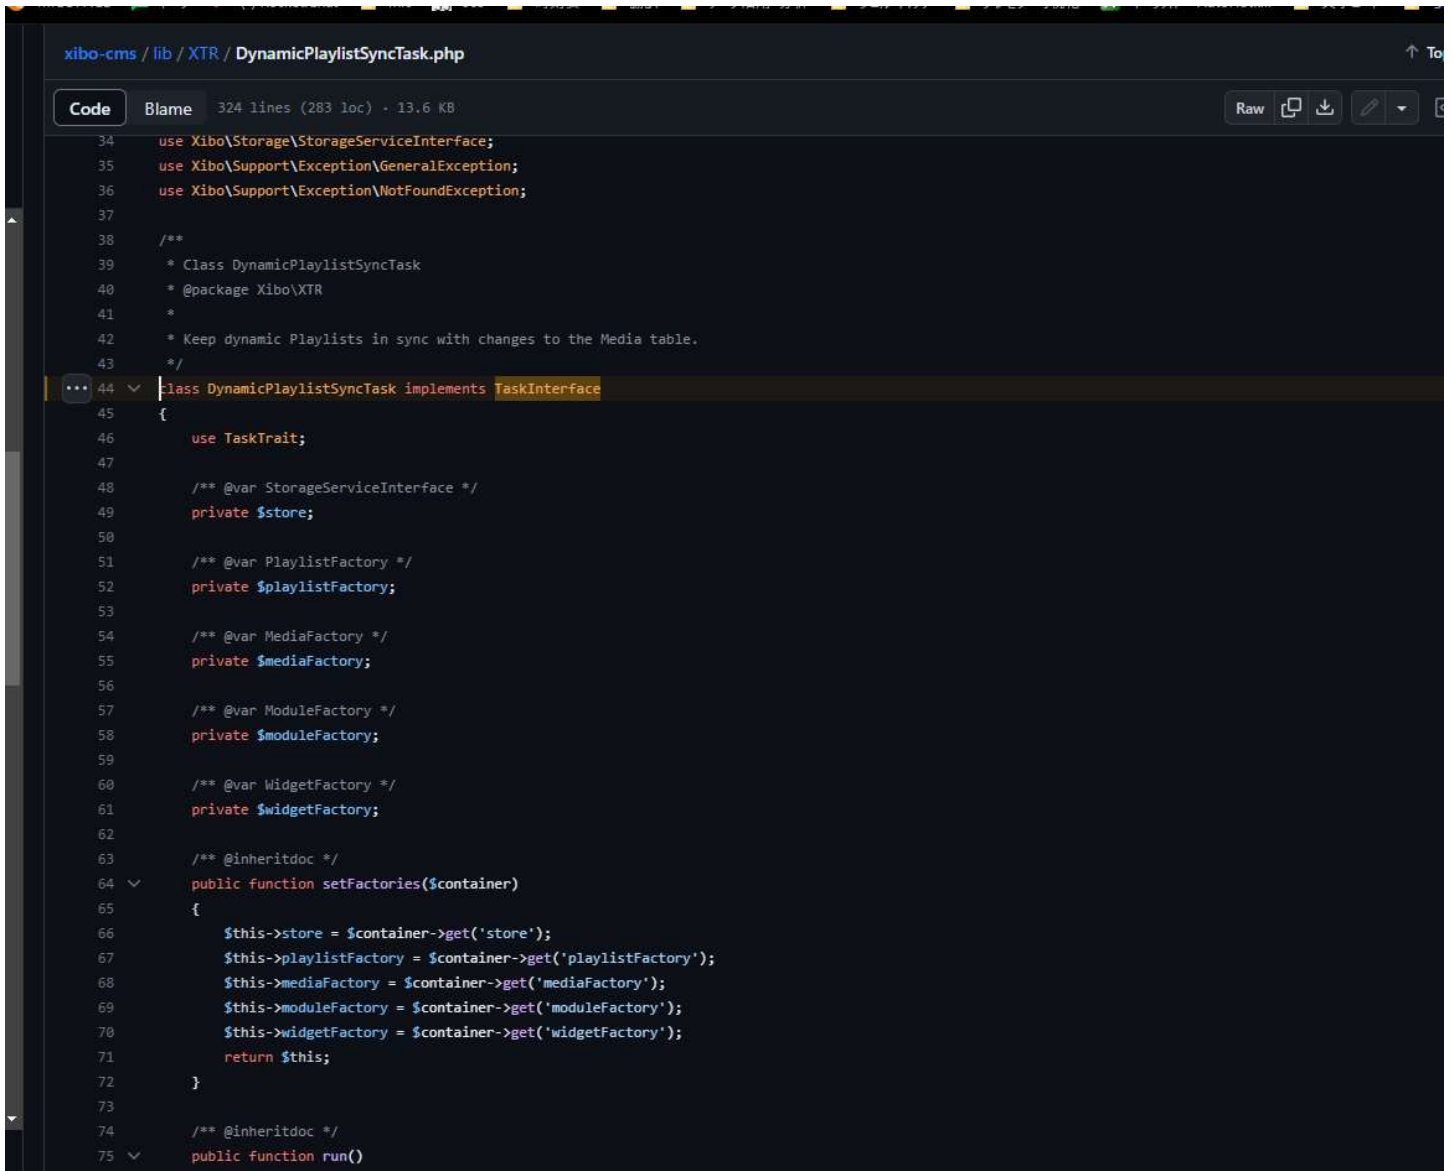 xibo-cms / lib / XTR / DynamicPlaylistSyncTask.php
Code Blame 324 lines (283 loc) · 13.6 KB Raw
34 use Xibo\Storage\StorageServiceInterface;
35 use Xibo\Support\Exception\GeneralException;
36 use Xibo\Support\Exception\NotFoundException;
37
38 /**
39 * Class DynamicPlaylistSyncTask
40 * @package Xibo\XTR
41 *
42 * Keep dynamic Playlists in sync with changes to the Media table.
43 */
44 class DynamicPlaylistSyncTask implements TaskInterface
45 {
46 use TaskTrait;
47
48 /** @var StorageServiceInterface */
49 private $store;
50
51 /** @var PlaylistFactory */
52 private $playlistFactory;
53
54 /** @var MediaFactory */
55 private $mediaFactory;
56
57 /** @var ModuleFactory */
58 private $moduleFactory;
59
60 /** @var WidgetFactory */
61 private $widgetFactory;
62
63 /** @inheritdoc */
64 public function setFactories($container)
65 {
66 $this->store = $container->get('store');
67 $this->playlistFactory = $container->get('playlistFactory');
68 $this->mediaFactory = $container->get('mediaFactory');
69 $this->moduleFactory = $container->get('moduleFactory');
70 $this->widgetFactory = $container->get('widgetFactory');
71 return $this;
72 }
73
74 /** @inheritdoc */
75 public function run()